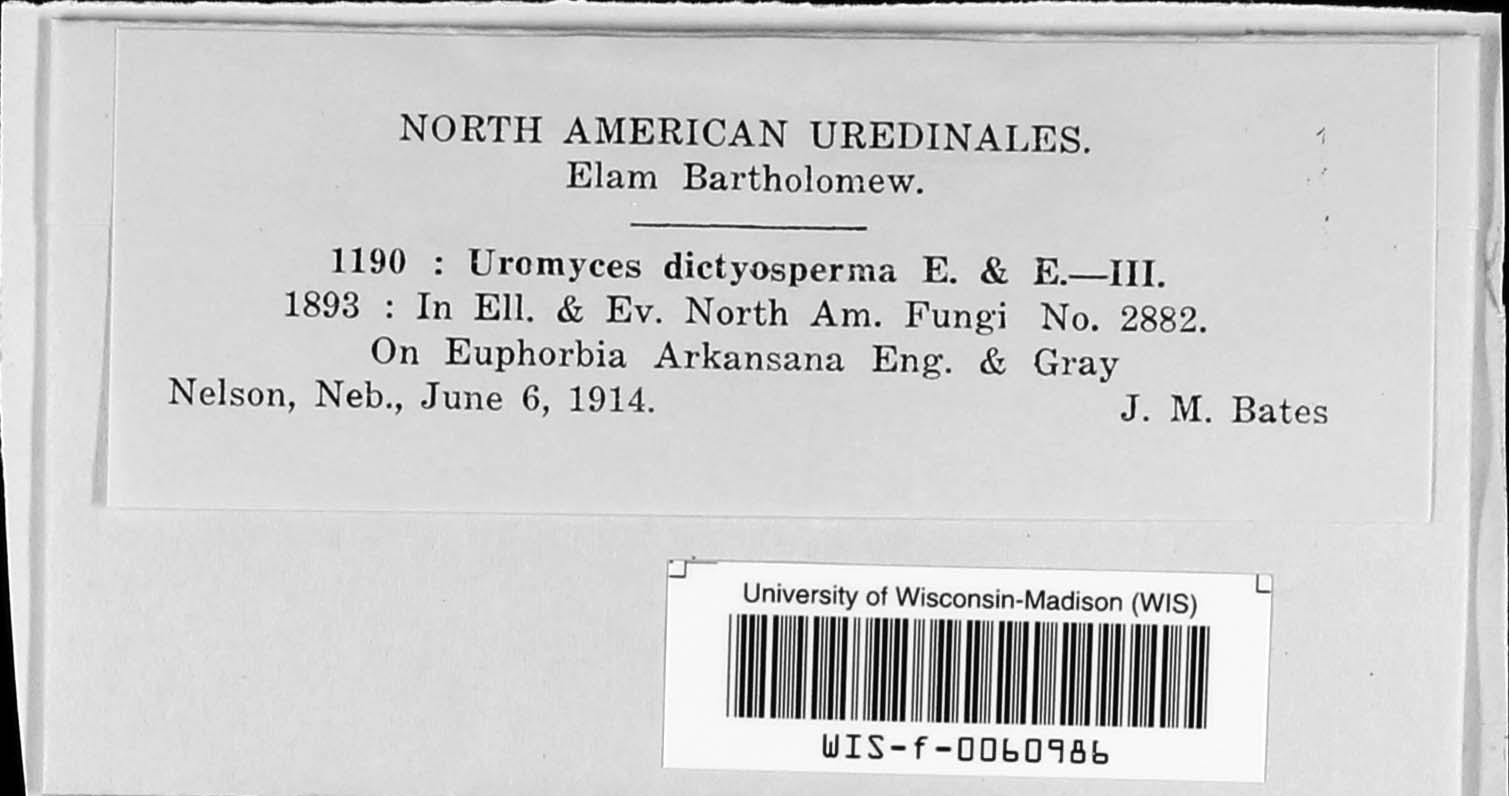 NORTH AMERICAN UREDINALES.
Elam Bartholomew.
1190 : Uromyces dictyosperma E. & E.—III.
1893 : In Ell. & Ev. North Am. Fungi No. 2882.
On Euphorbia Arkansana Eng. & Gray
Nelson, Neb., June 6, 1914. J. M. Bates
University of Wisconsin-Madison (WIS)
WIS-f-0060986